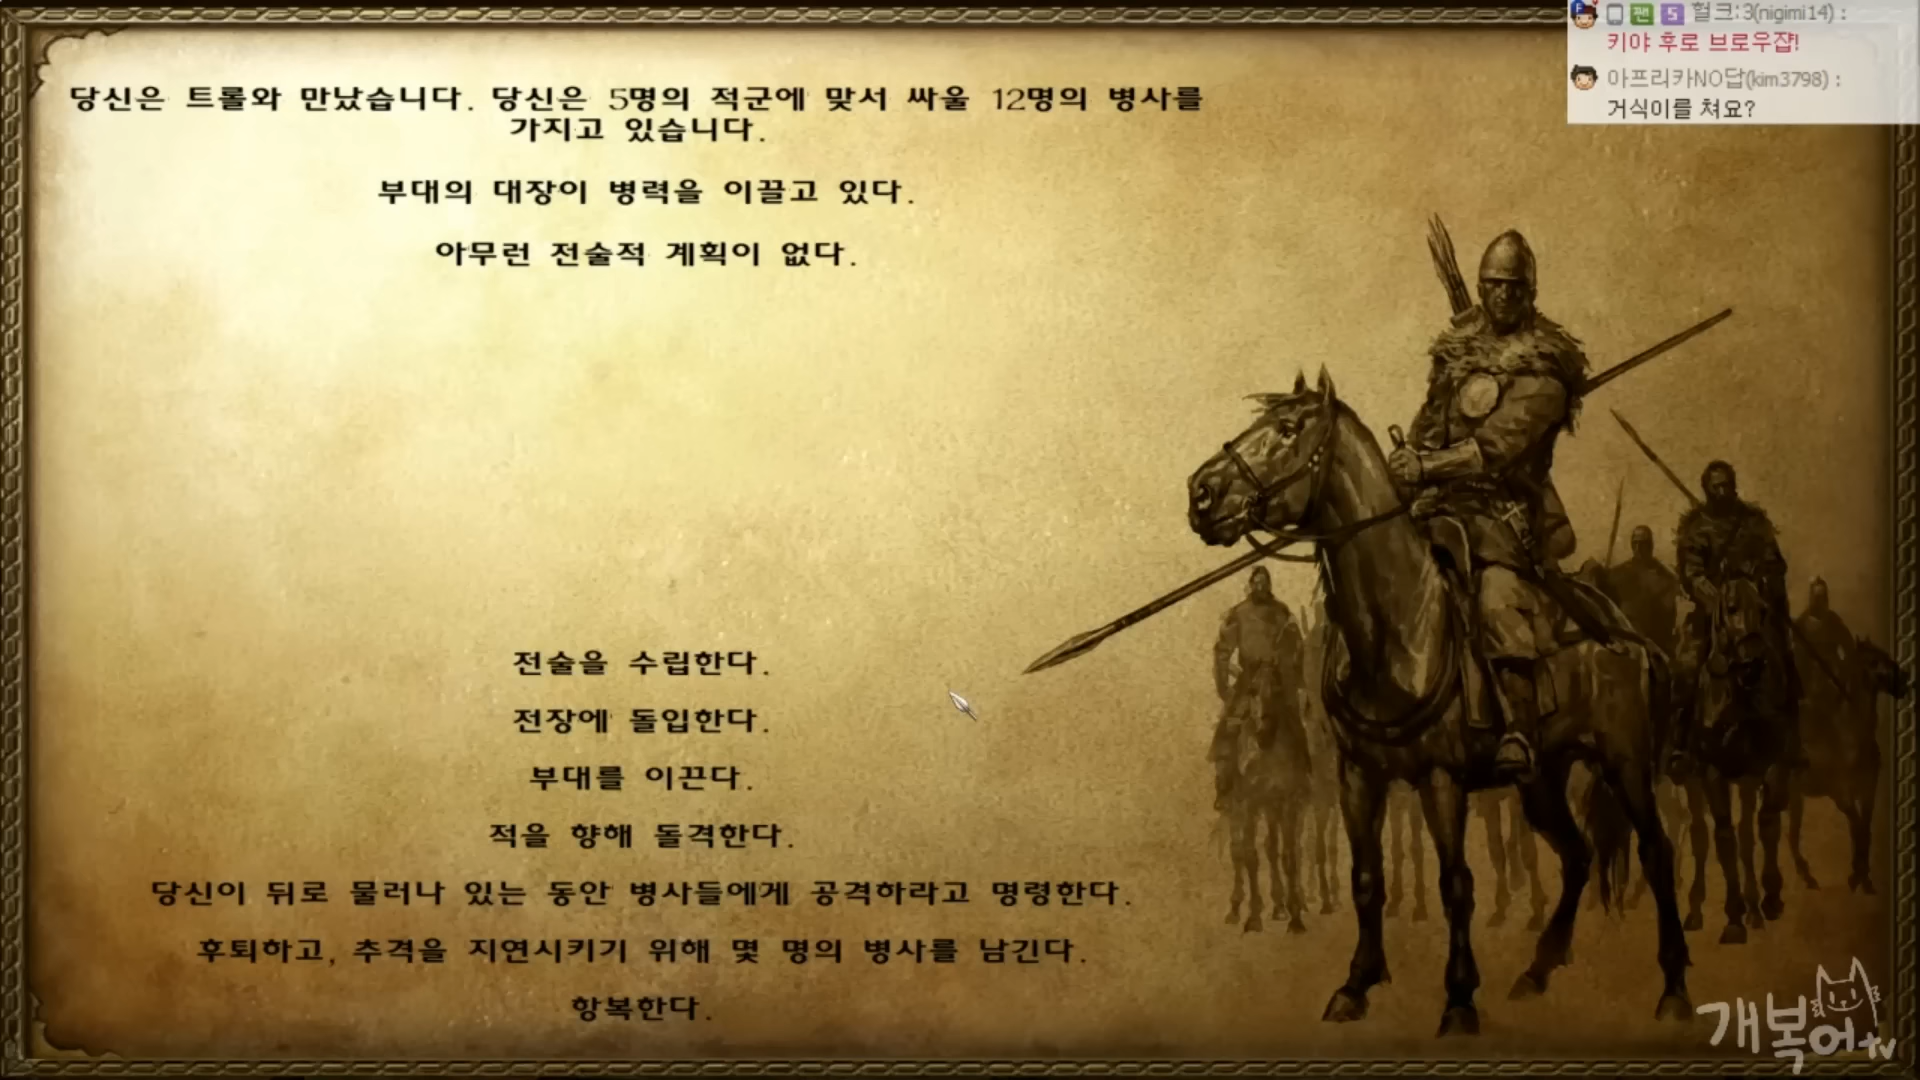 당신은 트롤와 만났습니다. 당신은 5명의 적군에 맞서 싸울 12명의 병사를
가지고 있습니다.
부대의 대장이 병력을 이끌고 있다.
아무런 전술적 계획이 없다.
전술을 수립한다.
전장에 돌입한다.
부대를 이끈다.
적을 향해 돌격한다.
당신이 뒤로 물러나 있는 동안 병사들에게 공격하라고 명령한다.
후퇴하고, 추격을 지연시키기 위해 몇 명의 병사를 남긴다.
항복한다.
팬 5 헐크:3(nigimi14) :
키야 후로 브로우쟙!
아프리카NO답(kim3798) :
거식이를 쳐요?
개복어tv